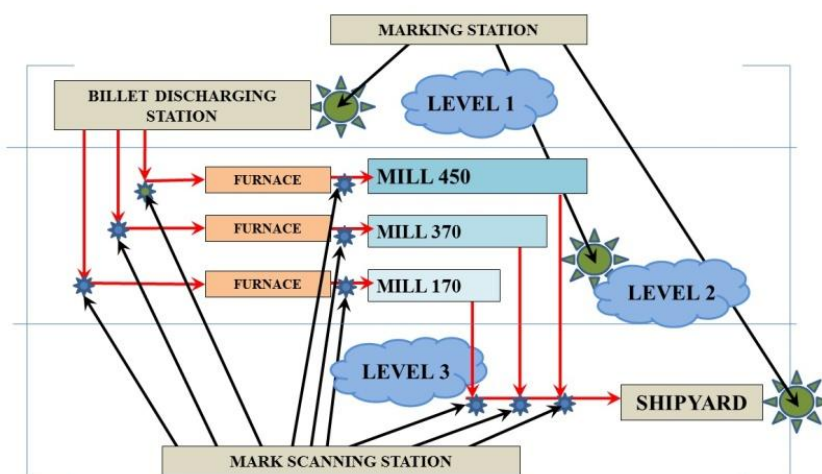 MARKING STATION
BILLET DISCHARGING
STATION
LEVEL 1
FURNACE
MILL 450
FURNACE
MILL 370
FURNACE
MILL 170
LEVEL 2
LEVEL 3
SHIPYARD
MARK SCANNING STATION